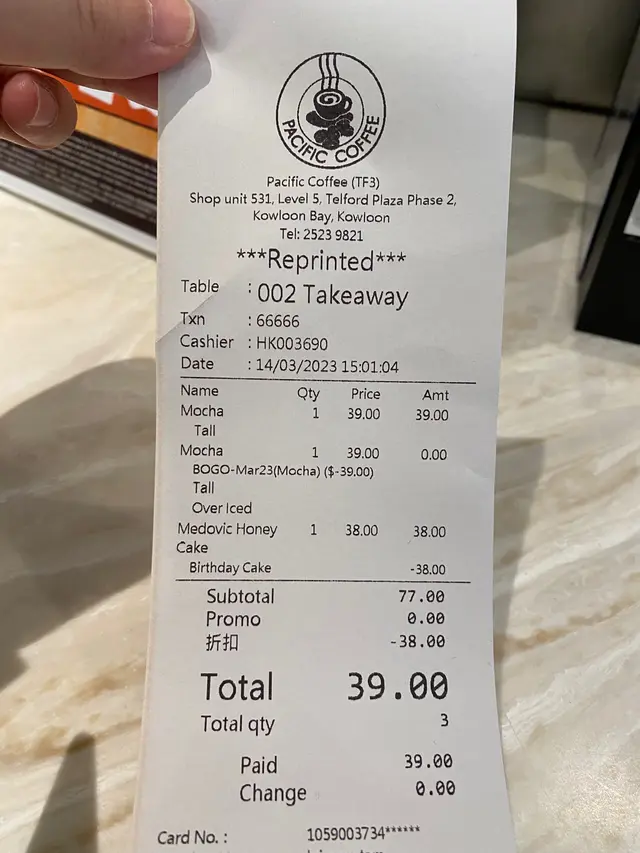 PACIFIC COFFEE
Pacific Coffee (TF3)
Shop unit 531, Level 5, Telford Plaza Phase 2,
Kowloon Bay, Kowloon
Tel: 2523 9821
***Reprinted***
Table : 002 Takeaway
Txn : 66666
Cashier : HK003690
Date : 14/03/2023 15:01:04
Name Qty Price Amt
Mocha 1 39.00 39.00
Tall
Mocha 1 39.00 0.00
BOGO-Mar23(Mocha) ($-39.00)
Tall
Over Iced
Medovic Honey 1 38.00 38.00
Cake
Birthday Cake -38.00
Subtotal 77.00
Promo 0.00
折扣 -38.00
Total 39.00
Total qty 3
Paid 39.00
Change 0.00
Card No. : 1059003734******